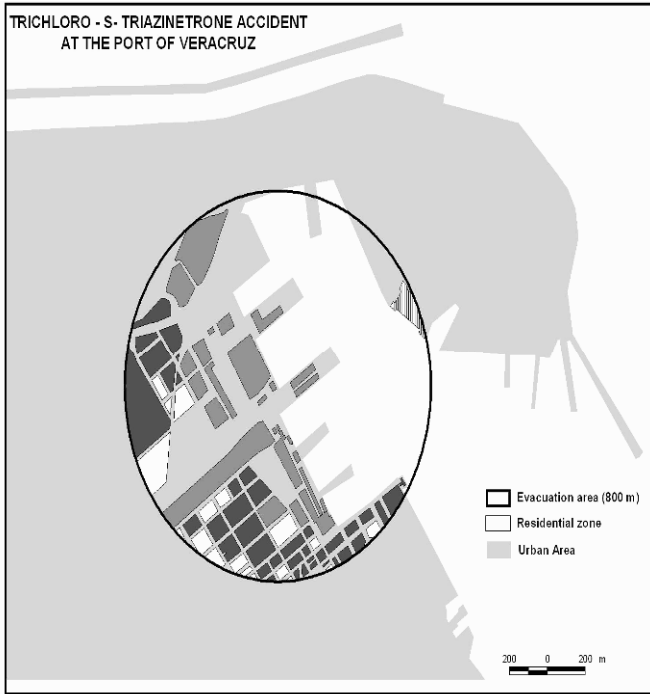 TRICHLORO - S- TRIAZINETRONE ACCIDENT
AT THE PORT OF VERACRUZ
Evacuation area (800 m)
Residential zone
Urban Area
200 0 200 m